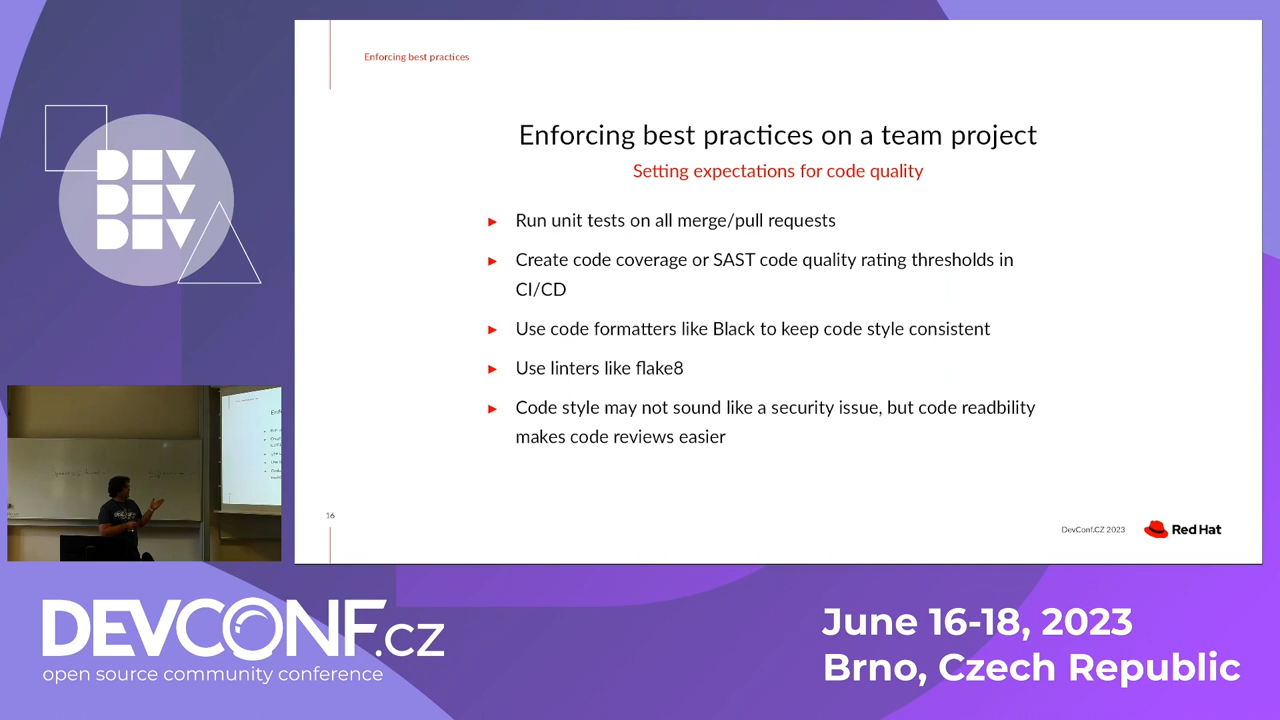 Enforcing best practices
Enforcing best practices on a team project
Setting expectations for code quality
► Run unit tests on all merge/pull requests
► Create code coverage or SAST code quality rating thresholds in
CI/CD
► Use code formatters like Black to keep code style consistent
► Use linters like flake8
► Code style may not sound like a security issue, but code readbility
makes code reviews easier
16
DevConf.CZ 2023
Red Hat
DEV
DEV
DEV
DEVCONF.cz
open source community conference
June 16-18, 2023
Brno, Czech Republic